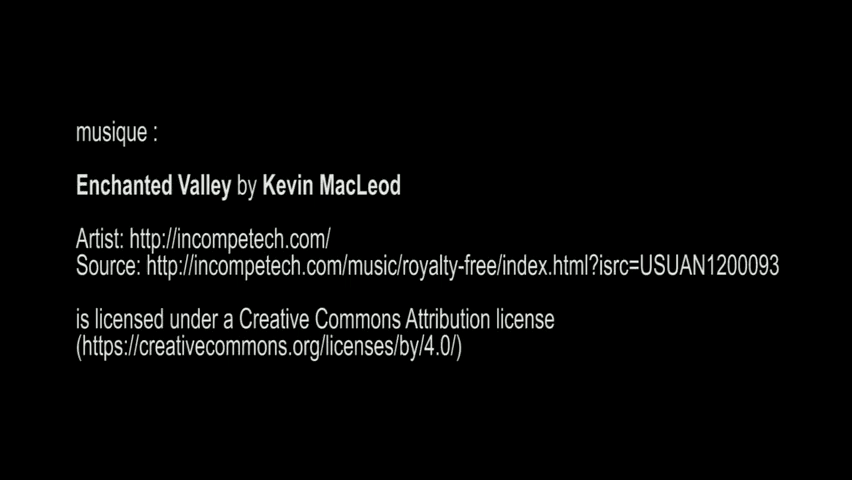 musique :
Enchanted Valley by Kevin MacLeod
Artist: http://incompetech.com/
Source: http://incompetech.com/music/royalty-free/index.html?isrc=USUAN1200093
is licensed under a Creative Commons Attribution license
(https://creativecommons.org/licenses/by/4.0/)